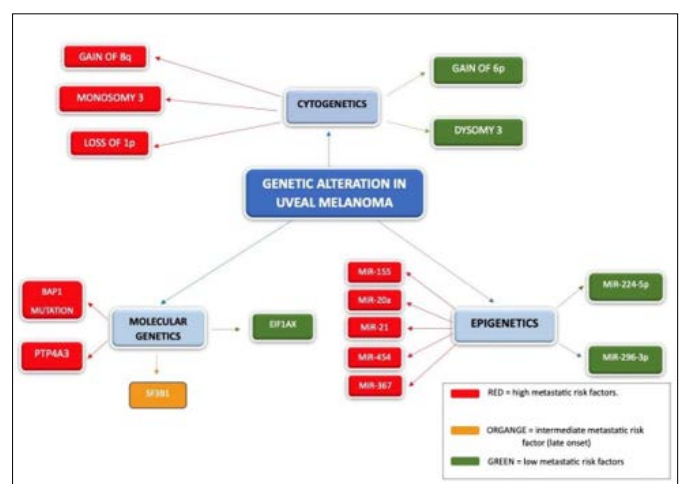 GAIN OF 8q
GAIN OF 6p
MONOSOMY 3
CYTOGENETICS
DYSOMY 3
LOSS OF 1p
GENETIC ALTERATION IN
UVEAL MELANOMA
BAP1
MUTATION
PTP4A3
MOLECULAR
GENETICS
EIF1AX
SF3B1
MiR-155
MiR-20a
MiR-21
MiR-454
MiR-367
EPIGENETICS
MiR-224-5p
MiR-296-3p
RED = high metastatic risk factors.
ORGANGE = intermediate metastatic risk
factor (late onset)
GREEN = low metastatic risk factors